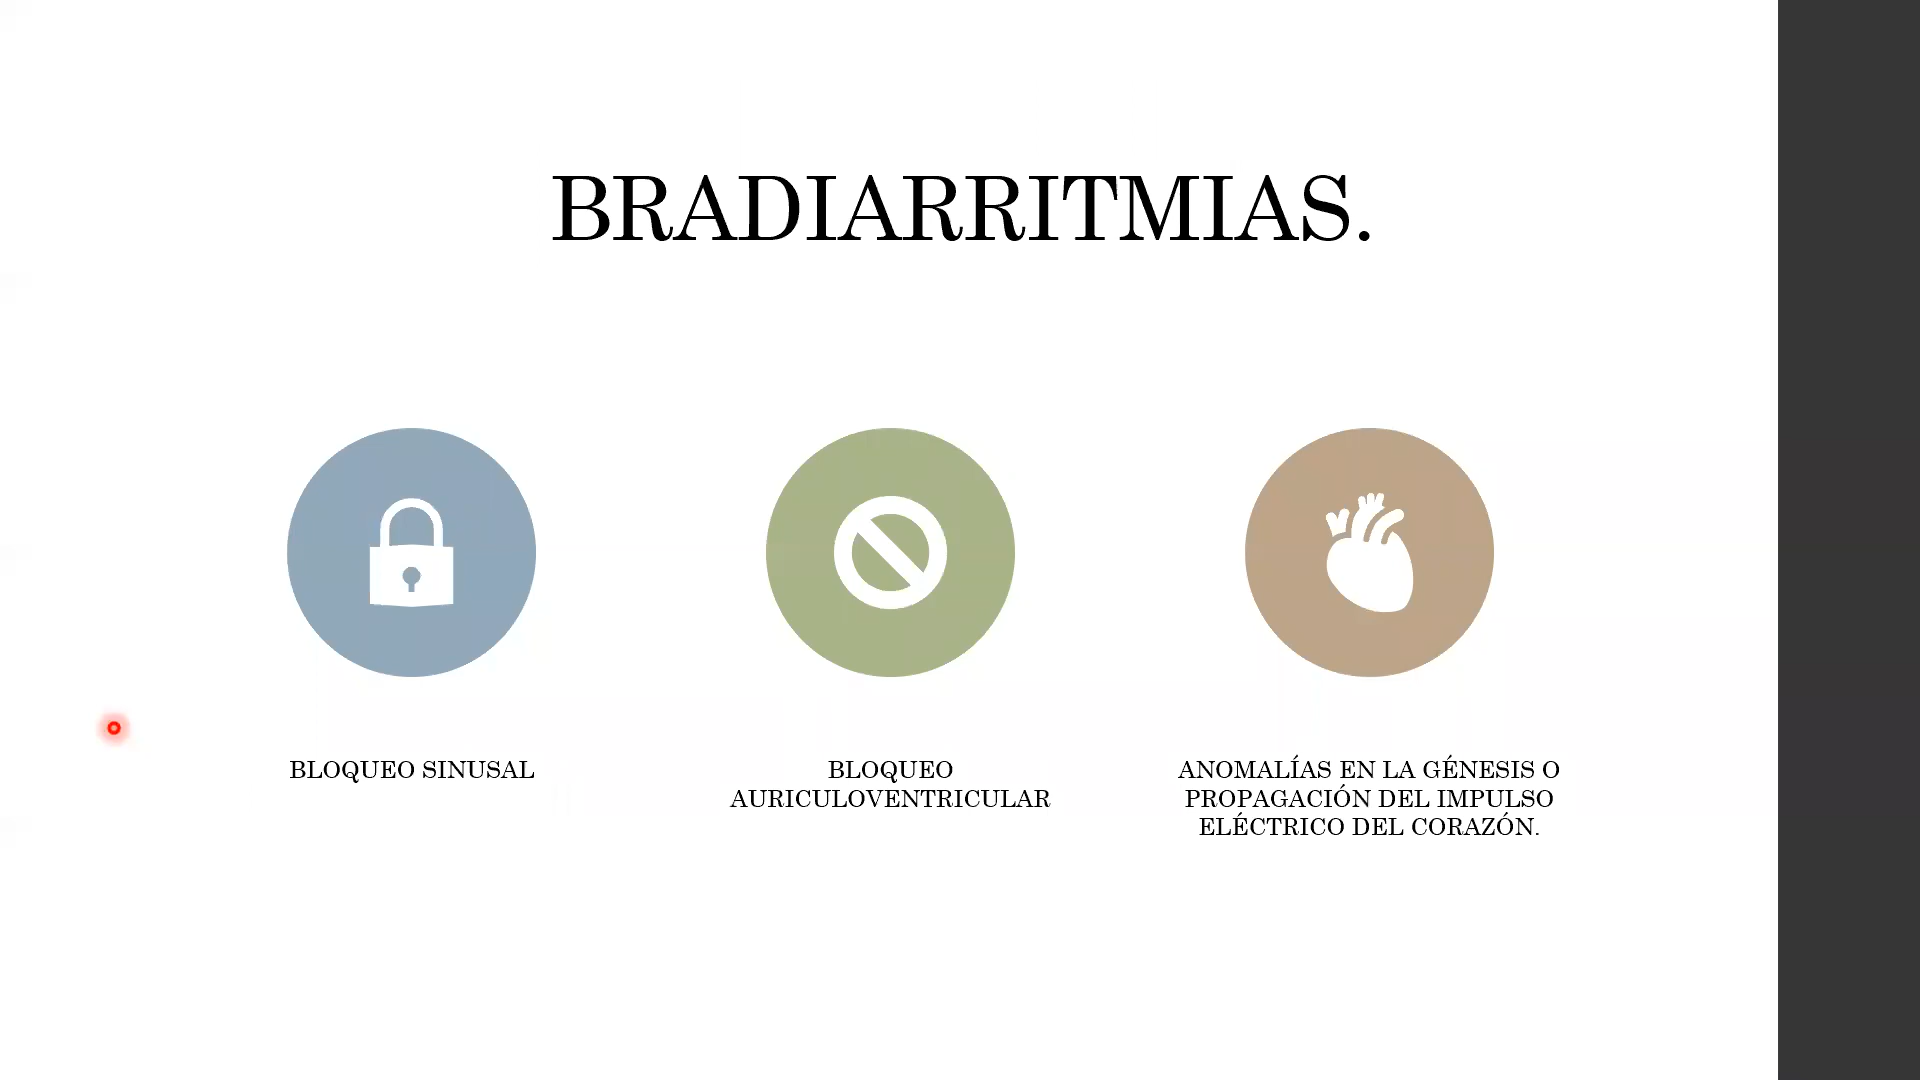 BRADIARRITMIAS.
BLOQUEO SINUSAL
BLOQUEO
AURICULOVENTRICULAR
ANOMALÍAS EN LA GÉNESIS O
PROPAGACIÓN DEL IMPULSO
ELÉCTRICO DEL CORAZÓN.